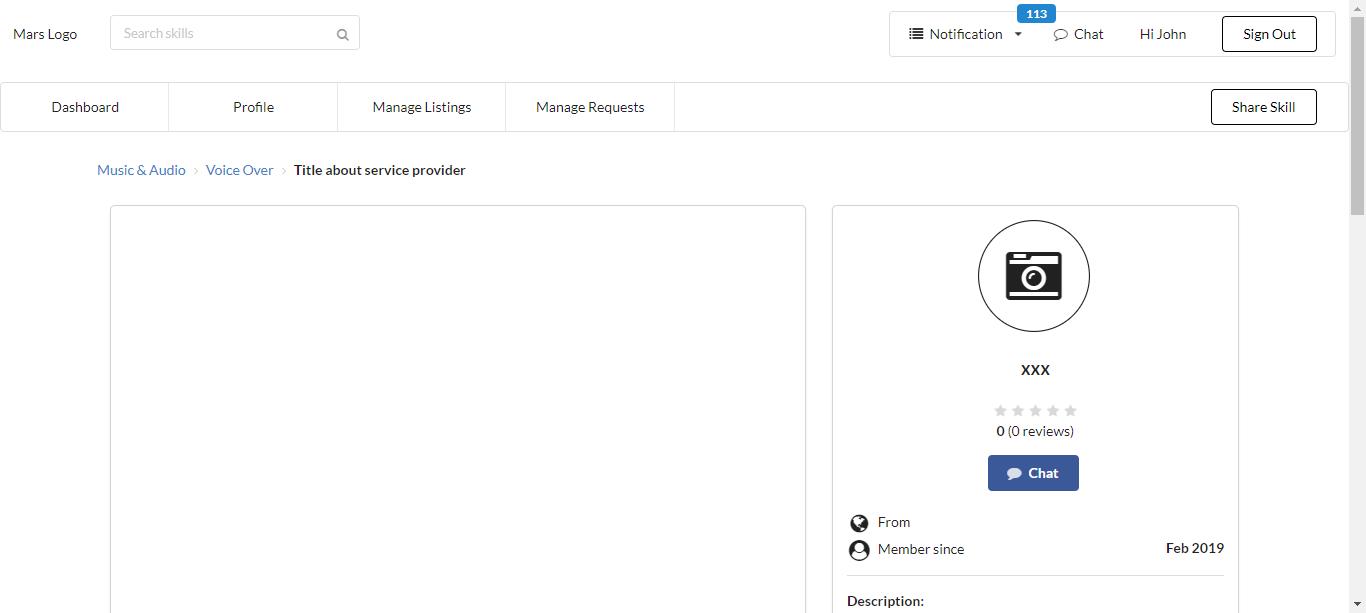 113
Mars Logo
Search skills
Notification
Chat
Hi John
Sign Out
Dashboard
Profile
Manage Listings
Manage Requests
Share Skill
Music & Audio
Voice Over
Title about service provider
XXX
0 (0 reviews)
Chat
From
Member since
Feb 2019
Description: